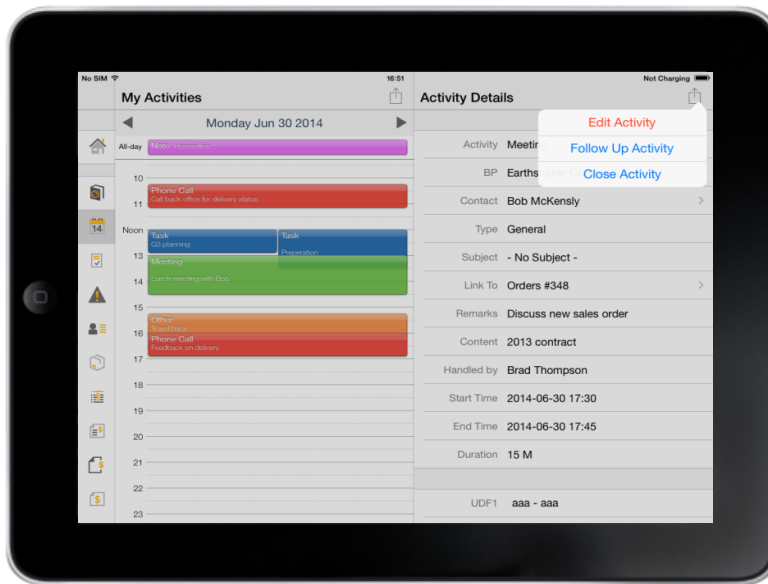 No SIM
16:51
Not Charging
My Activities
Activity Details
Monday Jun 30 2014
All-day
Note
10
Phone Call
Call back office for delivery status
11
14
Noon
Task
Q3 planning
Task
Preperation
13
Meeting
Lunch meeting with Bob
14
15
Other
Travel back
16
Phone Call
Feedback on delivery
17
18
19
20
21
22
23
Edit Activity
Follow Up Activity
Close Activity
Activity
BP Earths
Contact Bob McKensly
Type General
Subject - No Subject -
Link To Orders #348
Remarks Discuss new sales order
Content 2013 contract
Handled by Brad Thompson
Start Time 2014-06-30 17:30
End Time 2014-06-30 17:45
Duration 15 M
UDF1 aaa - aaa